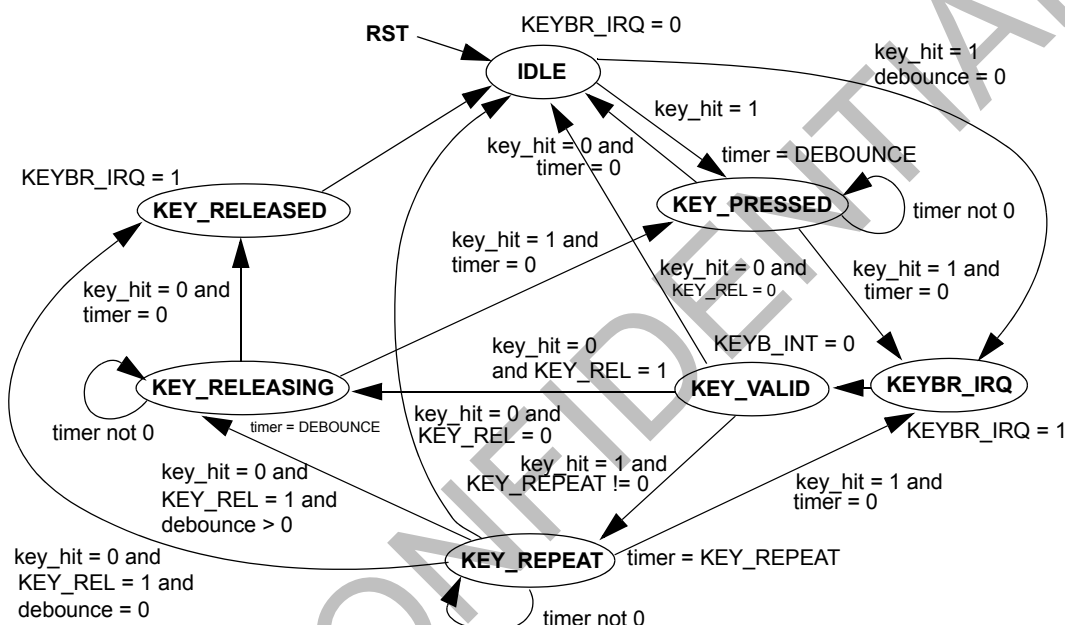 KEYBR_IRQ = 0
RST
IDLE
key_hit = 1
debounce = 0
key_hit = 1
key_hit = 0 and
timer = 0
timer = DEBOUNCE
KEYBR_IRQ = 1
KEY_RELEASED
KEY_PRESSED
timer not 0
key_hit = 1 and
timer = 0
key_hit = 0 and
KEY_REL = 0
key_hit = 1 and
timer = 0
key_hit = 0 and
timer = 0
key_hit = 0
and KEY_REL = 1
KEYB_INT = 0
KEY_RELEASING
KEY_VALID
KEYBR_IRQ
timer not 0
timer = DEBOUNCE
key_hit = 0 and
KEY_REL = 0
KEYBR_IRQ = 1
key_hit = 0 and
KEY_REL = 1 and
debounce > 0
key_hit = 1 and
KEY_REPEAT != 0
key_hit = 1 and
timer = 0
key_hit = 0 and
KEY_REL = 1 and
debounce = 0
KEY_REPEAT
timer = KEY_REPEAT
timer not 0
ONFIDENTIA